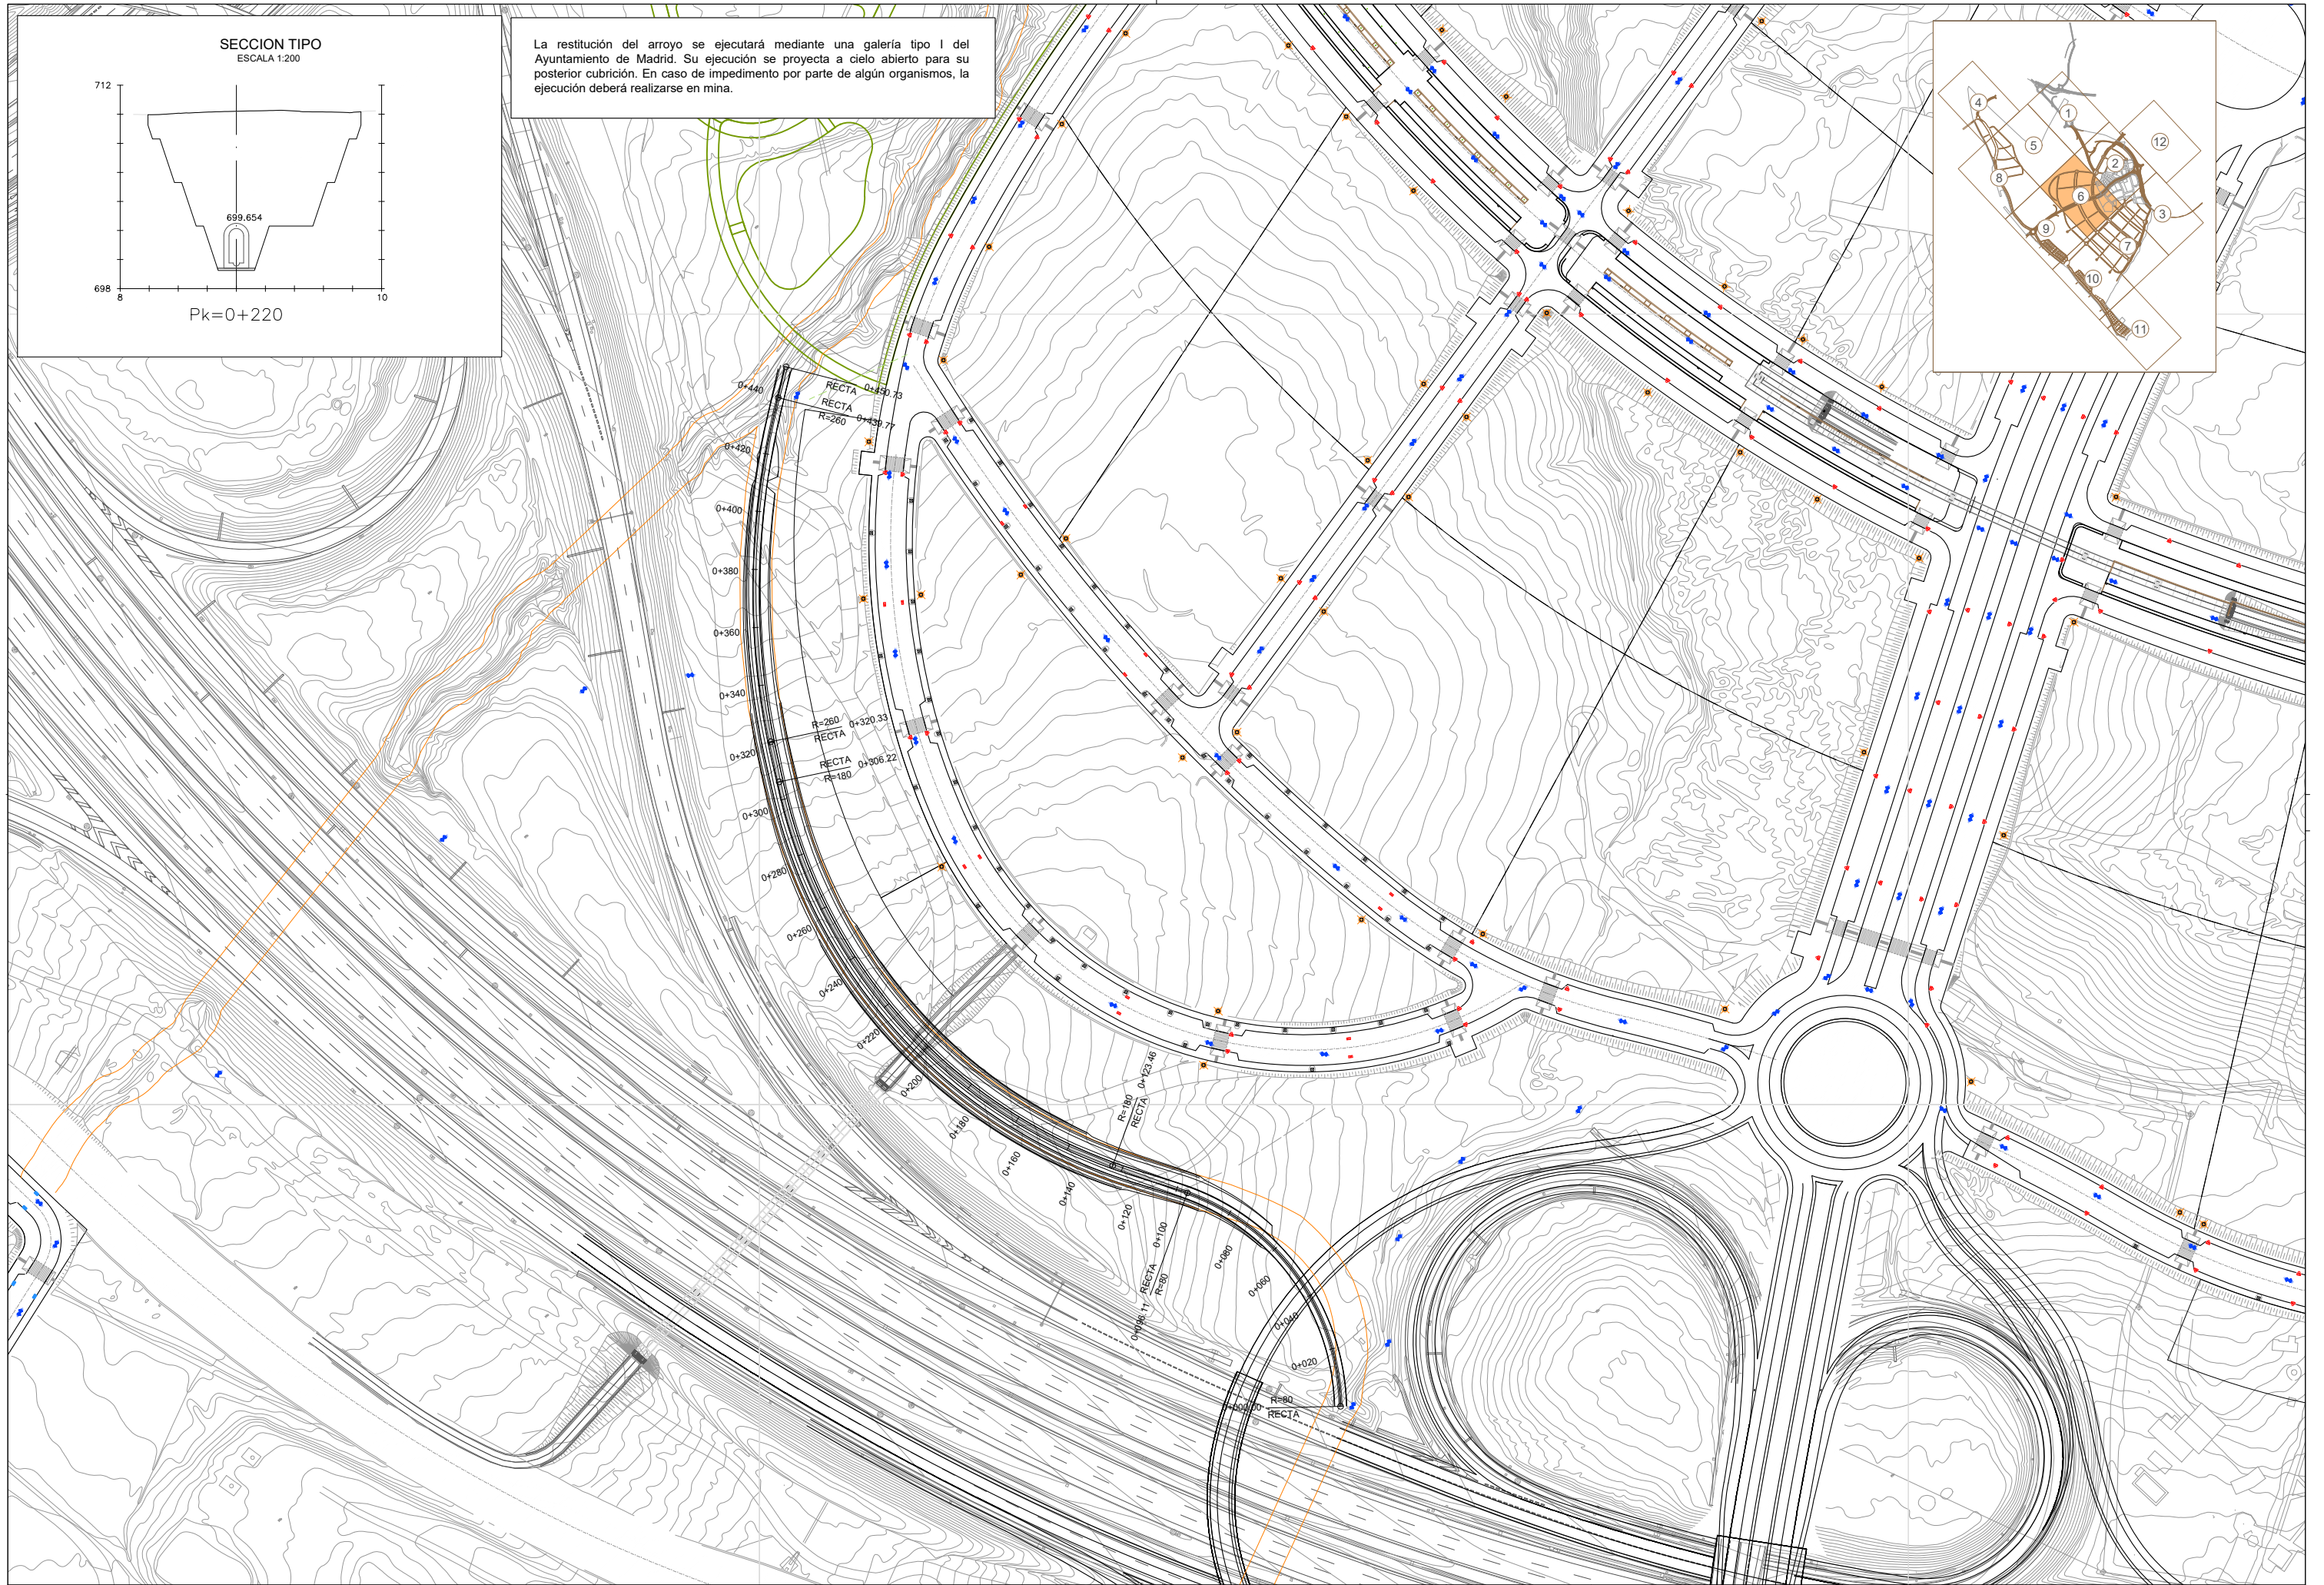 SECCION TIPO
ESCALA 1:200
712
699.654
698
8
10
Pk=0+220
La restitución del arroyo se ejecutará mediante una galería tipo I del
Ayuntamiento de Madrid. Su ejecución se proyecta a cielo abierto para su
posterior cubrición. En caso de impedimento por parte de algún organismos, la
ejecución deberá realizarse en mina.
4
1
5
12
2
8
6
3
9
7
10
11
0+440
RECTA 0+450.73
RECTA
R=260 0+439.77
0+420
0+400
0+380
0+360
0+340
R=260 0+320.33
RECTA
0+320
RECTA 0+306.22
R=180
0+300
0+280
0+260
0+240
0+220
0+200
0+180
0+160
0+140
0+120
R=180 0+123.46
RECTA
0+100
0+096.11 RECTA
R=80
0+080
0+060
0+040
0+020
R=80
RECTA